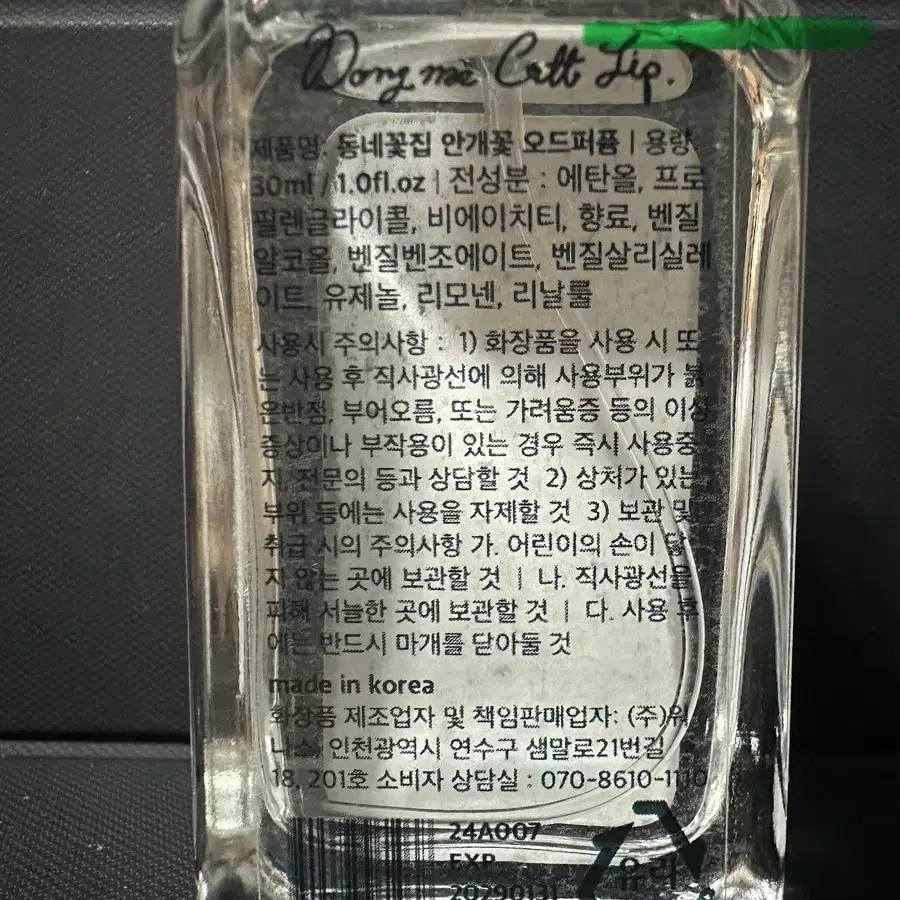 Dong ne Cott Jip.
제품명: 동네꽃집 안개꽃 오드퍼퓸 | 용량
30ml / 1.0fl.oz | 전성분 : 에탄올, 프로
필렌글라이콜, 비에이치티, 향료, 벤질
알코올, 벤질벤조에이트, 벤질살리실레
이트, 유제놀, 리모넨, 리날룰
사용시 주의사항 : 1) 화장품을 사용 시 또
는 사용 후 직사광선에 의해 사용부위가 붉
은반점, 부어오름, 또는 가려움증 등의 이상
증상이나 부작용이 있는 경우 즉시 사용중
지, 전문의 등과 상담할 것 2) 상처가 있는
부위 등에는 사용을 자제할 것 3) 보관 및
취급 시의 주의사항 가. 어린이의 손이 닿
지 않는 곳에 보관할 것 | 나. 직사광선을
피해 서늘한 곳에 보관할 것 | 다. 사용 후
에는 반드시 마개를 닫아둘 것
made in korea
화장품 제조업자 및 책임판매업자: (주)위
나스 인천광역시 연수구 샘말로21번길
18, 201호 소비자 상담실 : 070-8610-1110
24A007
EXP
20290131
유리